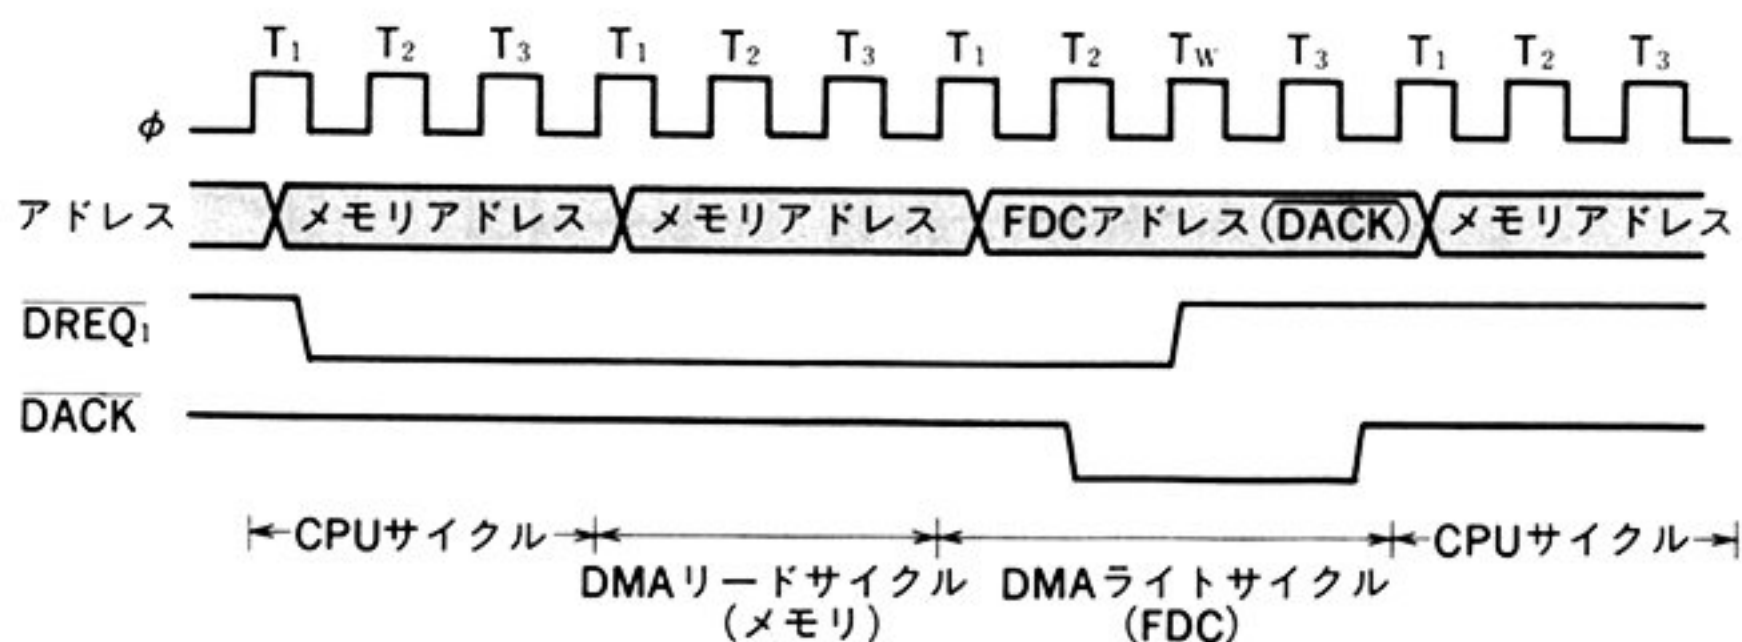 T₁ T₂ T₃ T₁ T₂ T₃ T₁ T₂ Tw T₃ T₁ T₂ T₃
φ
アドレス メモリアドレス メモリアドレス FDCアドレス(DACK) メモリアドレス
DREQ₁
DACK
CPUサイクル CPUサイクル
DMAリードサイクル DMAライトサイクル
(メモリ) (FDC)